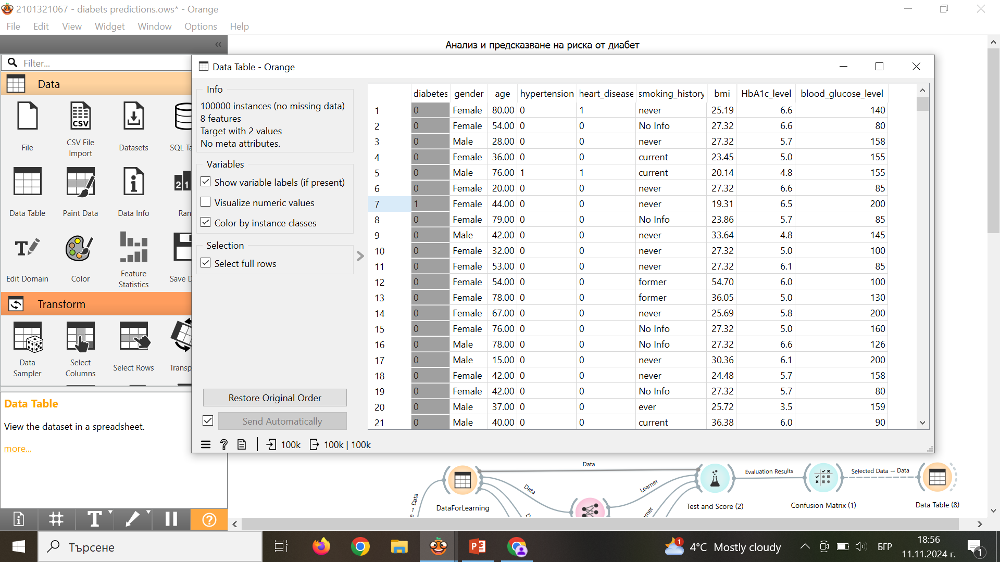 2101321067 - diabets predictions.ows* - Orange
File Edit View Widget Window Options Help
Анализ и предсказване на риска от диабет
Filter...
Data
File
CSV File Import
Datasets
SQL Ta
Data Table
Paint Data
Data Info
Ran
Edit Domain
Color
Feature Statistics
Save D
Transform
Data Sampler
Select Columns
Select Rows
Transp
Data Table
View the dataset in a spreadsheet.
more...
Data Table - Orange
Info
100000 instances (no missing data)
8 features
Target with 2 values
No meta attributes.
Variables
Show variable labels (if present)
Visualize numeric values
Color by instance classes
Selection
Select full rows
Restore Original Order
Send Automatically
100k 100k | 100k
diabetes gender age hypertension heart_disease smoking_history bmi HbA1c_level blood_glucose_level
1 0 Female 80.00 0 1 never 25.19 6.6 140
2 0 Female 54.00 0 0 No Info 27.32 6.6 80
3 0 Male 28.00 0 0 never 27.32 5.7 158
4 0 Female 36.00 0 0 current 23.45 5.0 155
5 0 Male 76.00 1 1 current 20.14 4.8 155
6 0 Female 20.00 0 0 never 27.32 6.6 85
7 1 Female 44.00 0 0 never 19.31 6.5 200
8 0 Female 79.00 0 0 No Info 23.86 5.7 85
9 0 Male 42.00 0 0 never 33.64 4.8 145
10 0 Female 32.00 0 0 never 27.32 5.0 100
11 0 Female 53.00 0 0 never 27.32 6.1 85
12 0 Female 54.00 0 0 former 54.70 6.0 100
13 0 Female 78.00 0 0 former 36.05 5.0 130
14 0 Female 67.00 0 0 never 25.69 5.8 200
15 0 Female 76.00 0 0 No Info 27.32 5.0 160
16 0 Male 78.00 0 0 No Info 27.32 6.6 126
17 0 Male 15.00 0 0 never 30.36 6.1 200
18 0 Female 42.00 0 0 never 24.48 5.7 158
19 0 Female 42.00 0 0 No Info 27.32 5.7 80
20 0 Male 37.00 0 0 ever 25.72 3.5 159
21 0 Male 40.00 0 0 current 36.38 6.0 90
Data
Evaluation Results
Selected Data → Data
Data
Learner
e → Data
D
rner
DataForLearning
Test and Score (2)
Confusion Matrix (1)
Data Table (8)
Търсене
1
4°C Mostly cloudy
БГР
18:56
11.11.2024 г.
1